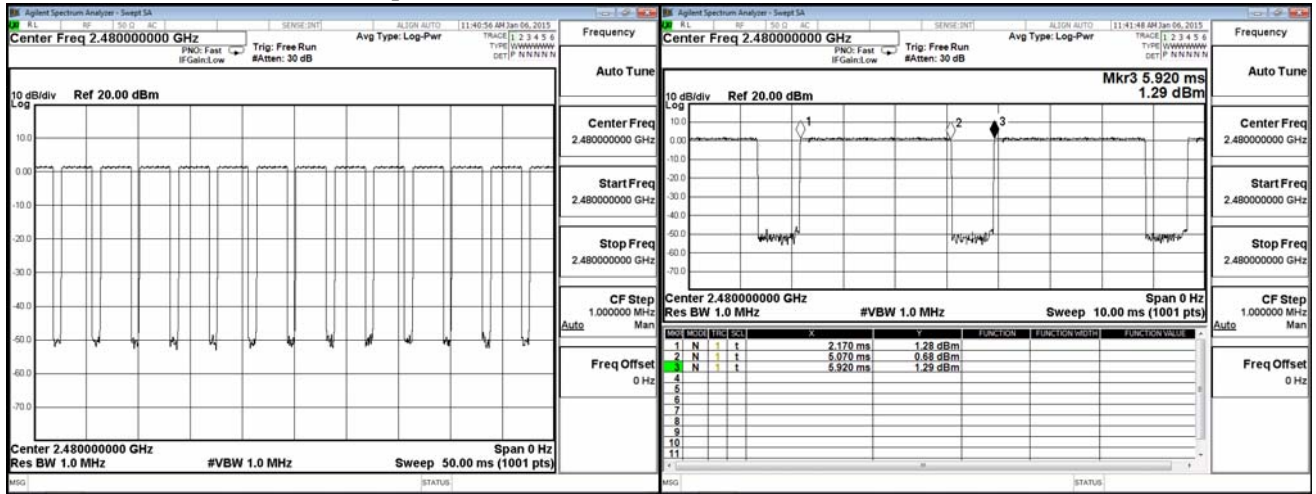 Agilent Spectrum Analyzer - Swept SA
RL RF 50 Ω AC SENSE:INT ALIGN AUTO 11:40:56 AM Jan 06, 2015
Center Freq 2.480000000 GHz
PNO: Fast
IFGain:Low
Trig: Free Run
#Atten: 30 dB
Avg Type: Log-Pwr
TRACE 1 2 3 4 5 6
TYPE WWWWWW
DET P NNNNN
10 dB/div
Log
Ref 20.00 dBm
10.0
0.00
-10.0
-20.0
-30.0
-40.0
-50.0
-60.0
-70.0
Center 2.480000000 GHz
Span 0 Hz
Res BW 1.0 MHz
#VBW 1.0 MHz
Sweep 50.00 ms (1001 pts)
MSG
STATUS
Frequency
Auto Tune
Center Freq
2.480000000 GHz
Start Freq
2.480000000 GHz
Stop Freq
2.480000000 GHz
CF Step
1.000000 MHz
Auto Man
Freq Offset
0 Hz
Agilent Spectrum Analyzer - Swept SA
RL RF 50 Ω AC SENSE:INT ALIGN AUTO 11:41:48 AM Jan 06, 2015
Center Freq 2.480000000 GHz
PNO: Fast
IFGain:Low
Trig: Free Run
#Atten: 30 dB
Avg Type: Log-Pwr
TRACE 1 2 3 4 5 6
TYPE WWWWWW
DET P NNNNN
Mkr3 5.920 ms
1.29 dBm
10 dB/div
Log
Ref 20.00 dBm
10.0
0.00
-10.0
-20.0
-30.0
-40.0
-50.0
-60.0
-70.0
1
2
3
Center 2.480000000 GHz
Span 0 Hz
Res BW 1.0 MHz
#VBW 1.0 MHz
Sweep 10.00 ms (1001 pts)
MKR MODE TRC SCL X Y FUNCTION FUNCTION WIDTH FUNCTION VALUE
1 N 1 t 2.170 ms 1.28 dBm
2 N 1 t 5.070 ms 0.68 dBm
3 N 1 t 5.920 ms 1.29 dBm
4
5
6
7
8
9
10
11
MSG
STATUS
Frequency
Auto Tune
Center Freq
2.480000000 GHz
Start Freq
2.480000000 GHz
Stop Freq
2.480000000 GHz
CF Step
1.000000 MHz
Auto Man
Freq Offset
0 Hz